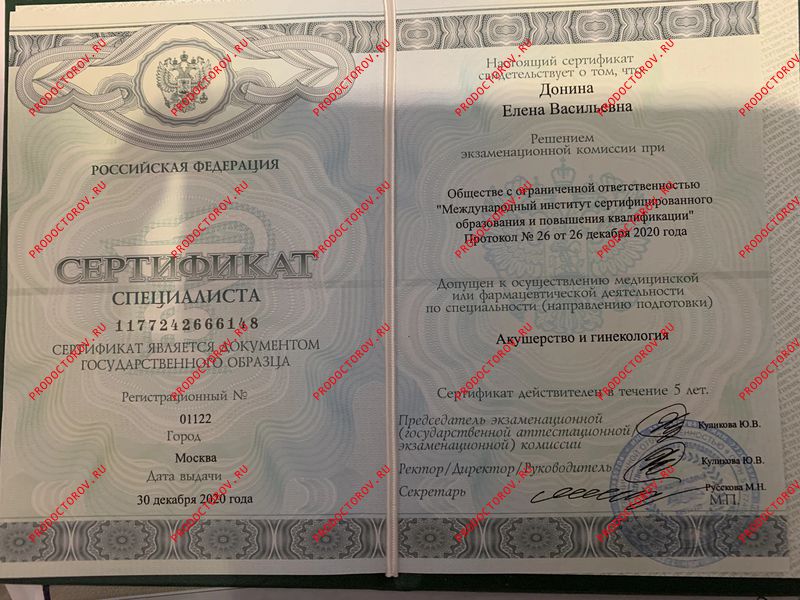 РОССИЙСКАЯ ФЕДЕРАЦИЯ
СЕРТИФИКАТ
СПЕЦИАЛИСТА
1177242666148
СЕРТИФИКАТ ЯВЛЯЕТСЯ ДОКУМЕНТОМ
ГОСУДАРСТВЕННОГО ОБРАЗЦА
Регистрационный №
01122
Город
Москва
Дата выдачи
30 декабря 2020 года
Настоящий сертификат
свидетельствует о том, что
Донина
Елена Васильевна
Решением
экзаменационной комиссии при
Обществе с ограниченной ответственностью
"Международный институт сертифицированного
образования и повышения квалификации"
Протокол № 26 от 26 декабря 2020 года
Допущен к осуществлению медицинской
или фармацевтической деятельности
по специальности (направлению подготовки)
Акушерство и гинекология
Сертификат действителен в течение 5 лет.
Председатель экзаменационной
(государственной аттестационной
экзаменационной) комиссии
Куликова Ю.В.
Ректор/Директор/Руководитель
Куликова Ю.В.
Секретарь
Русскова М.Н.
М.П.
PRODOCTOROV.RU